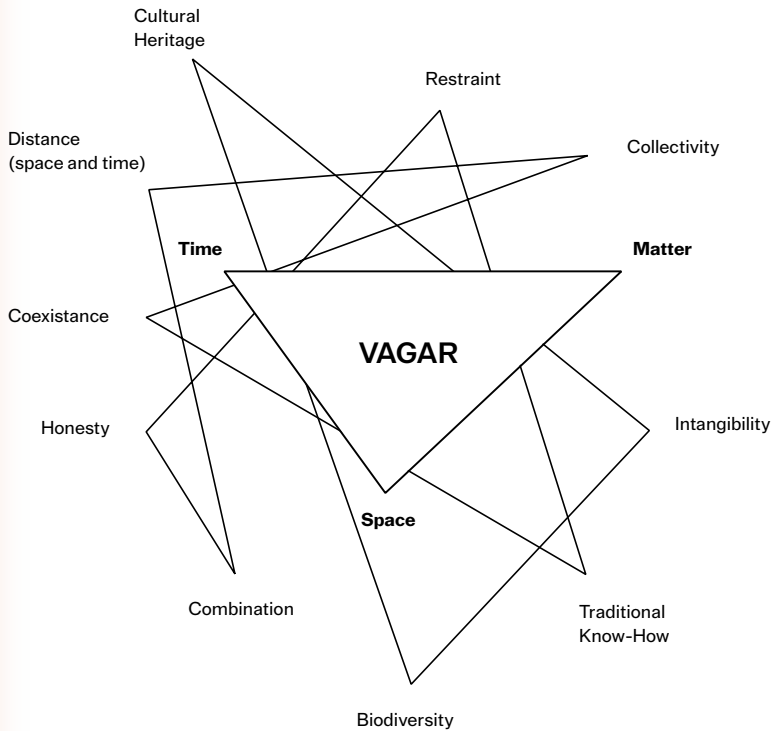 Cultural
Heritage
Restraint
Distance
(space and time)
Collectivity
Time
Matter
Coexistance
VAGAR
Honesty
Intangibility
Space
Combination
Traditional
Know-How
Biodiversity